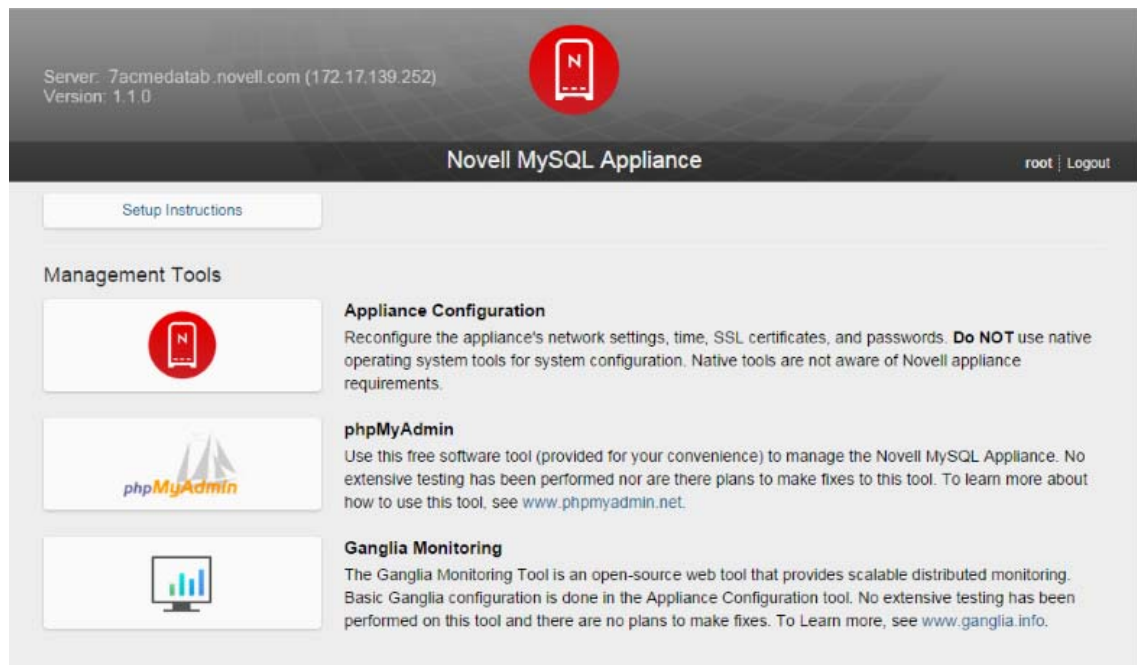 Server: 7acmedatab.novell.com (172.17.139.252)
Version: 1.1.0
N
Novell MySQL Appliance
root | Logout
Setup Instructions
Management Tools
N
Appliance Configuration
Reconfigure the appliance's network settings, time, SSL certificates, and passwords. Do NOT use native
operating system tools for system configuration. Native tools are not aware of Novell appliance
requirements.
phpMyAdmin
phpMyAdmin
Use this free software tool (provided for your convenience) to manage the Novell MySQL Appliance. No
extensive testing has been performed nor are there plans to make fixes to this tool. To learn more about
how to use this tool, see www.phpmyadmin.net.
Ganglia Monitoring
The Ganglia Monitoring Tool is an open-source web tool that provides scalable distributed monitoring.
Basic Ganglia configuration is done in the Appliance Configuration tool. No extensive testing has been
performed on this tool and there are no plans to make fixes. To Learn more, see www.ganglia.info.